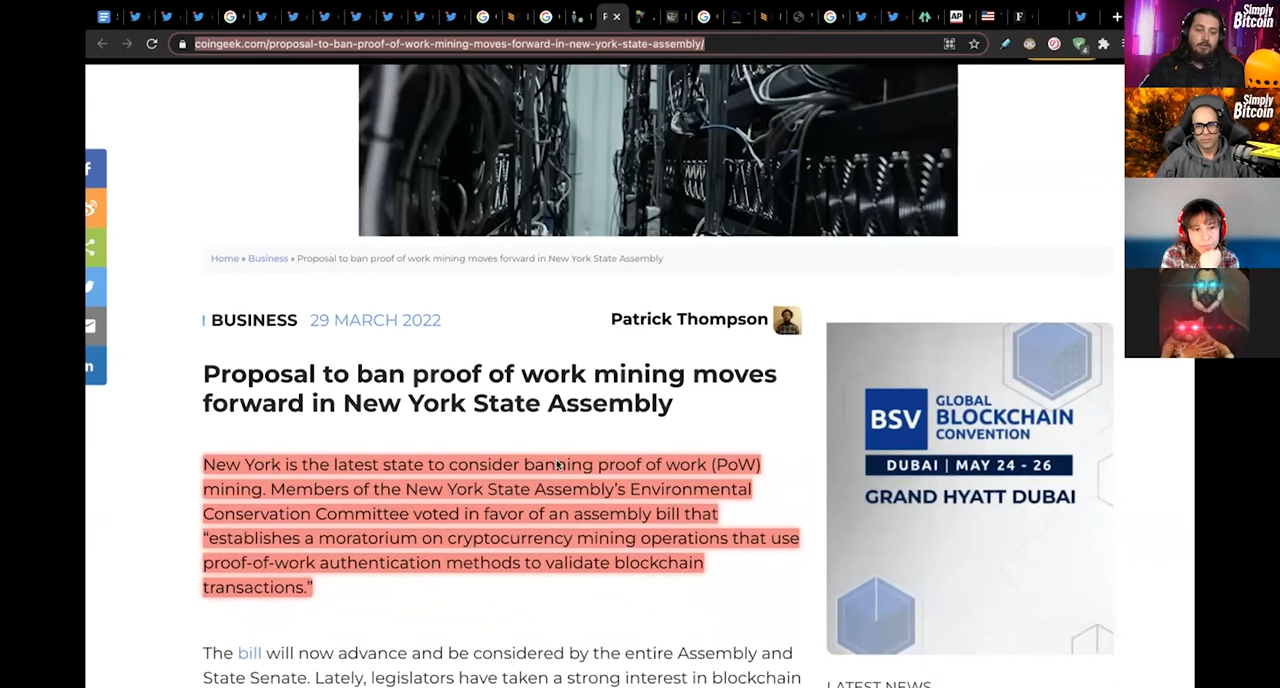 coingeek.com/proposal-to-ban-proof-of-work-mining-moves-forward-in-new-york-state-assembly/
Simply
Bitcoin
Simply
Bitcoin
Home » Business » Proposal to ban proof of work mining moves forward in New York State Assembly
BUSINESS 29 MARCH 2022
Patrick Thompson
Proposal to ban proof of work mining moves
forward in New York State Assembly
New York is the latest state to consider banning proof of work (PoW)
mining. Members of the New York State Assembly’s Environmental
Conservation Committee voted in favor of an assembly bill that
“establishes a moratorium on cryptocurrency mining operations that use
proof-of-work authentication methods to validate blockchain
transactions.”
The bill will now advance and be considered by the entire Assembly and
State Senate. Lately, legislators have taken a strong interest in blockchain
BSV
GLOBAL
BLOCKCHAIN
CONVENTION
DUBAI | MAY 24 - 26
GRAND HYATT DUBAI
LATEST NEWS